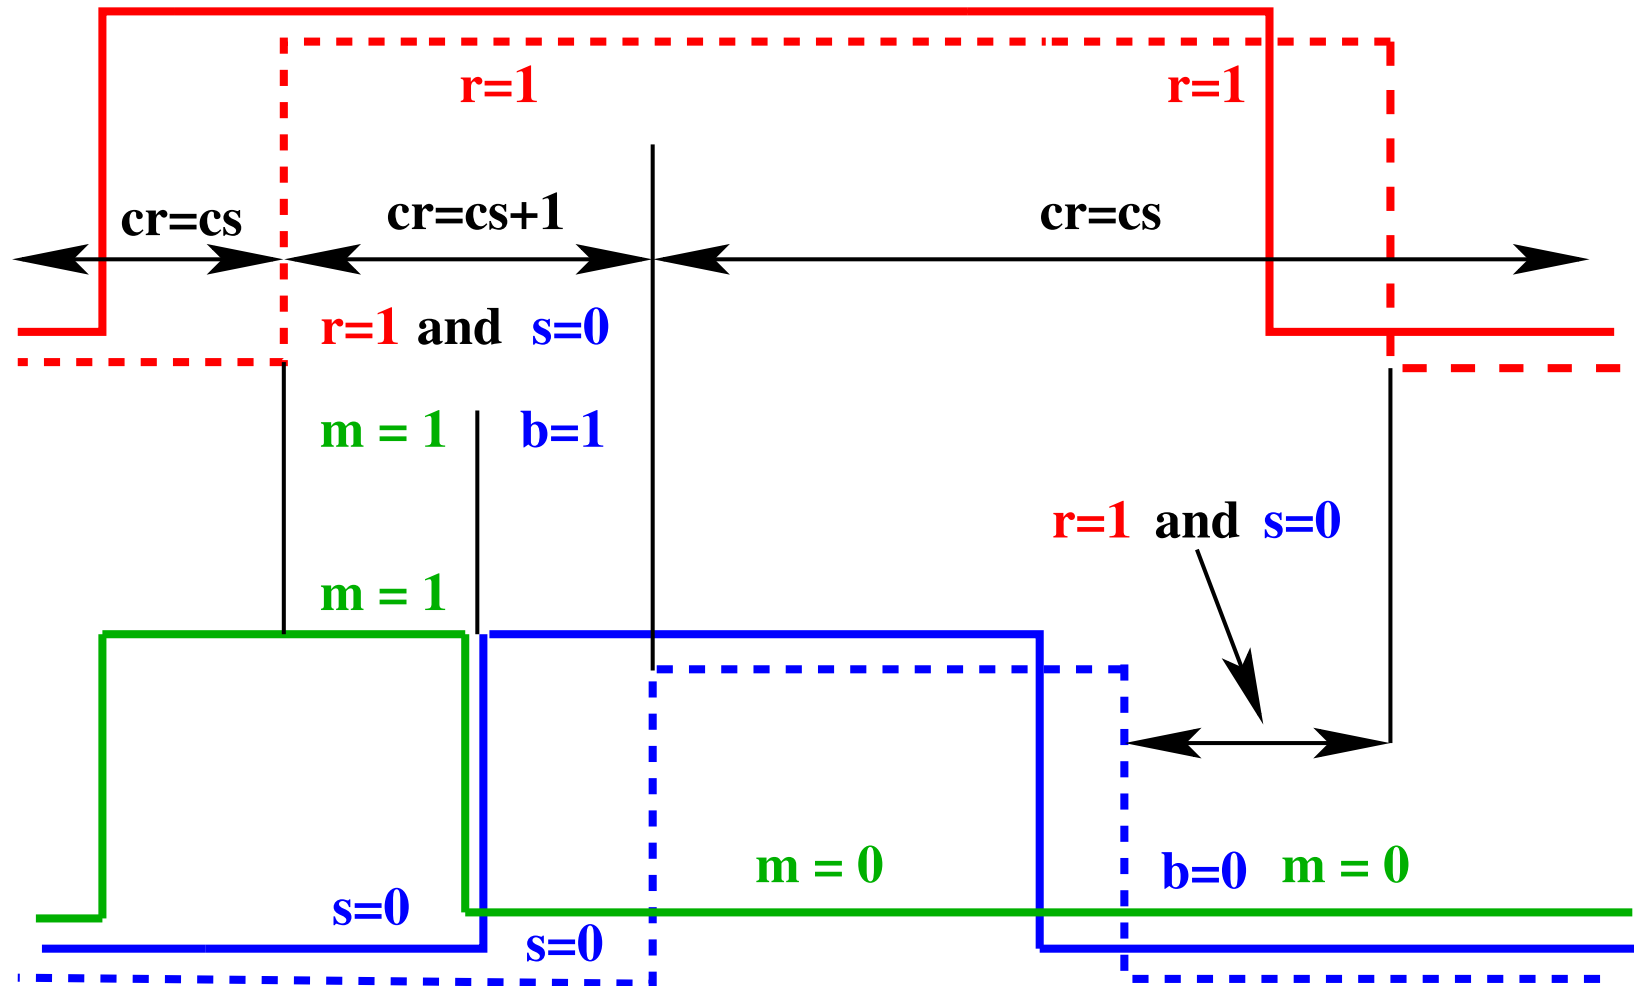 r=1 r=1
cr=cs cr=cs+1 cr=cs
r=1 and s=0
m = 1 b=1
r=1 and s=0
m = 1
m = 0 b=0 m = 0
s=0
s=0